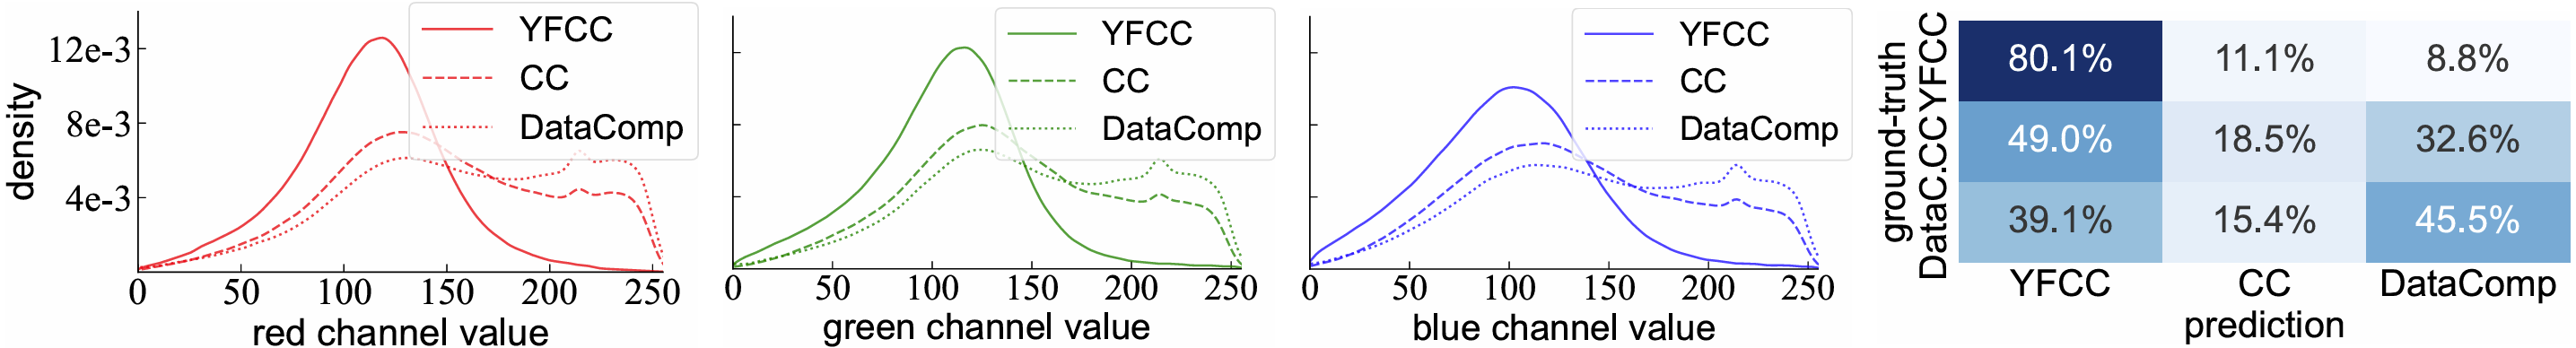 density
12e-3
8e-3
4e-3
YFCC
CC
DataComp
0 50 100 150 200 250
red channel value
YFCC
CC
DataComp
0 50 100 150 200 250
green channel value
YFCC
CC
DataComp
0 50 100 150 200 250
blue channel value
ground-truth
YFCC
CC
DataC.
80.1% 11.1% 8.8%
49.0% 18.5% 32.6%
39.1% 15.4% 45.5%
YFCC CC DataComp
prediction